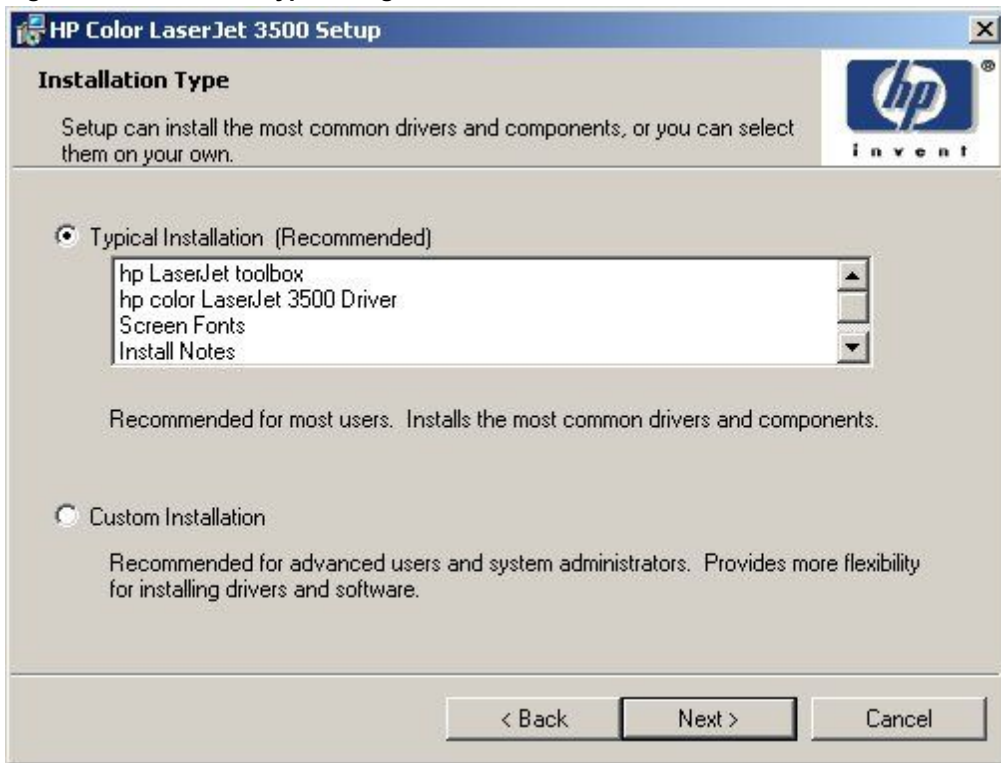 HP Color LaserJet 3500 Setup
Installation Type
Setup can install the most common drivers and components, or you can select
them on your own.
hp
®
invent
Typical Installation (Recommended)
hp LaserJet toolbox
hp color LaserJet 3500 Driver
Screen Fonts
Install Notes
Recommended for most users. Installs the most common drivers and components.
Custom Installation
Recommended for advanced users and system administrators. Provides more flexibility
for installing drivers and software.
< Back
Next >
Cancel